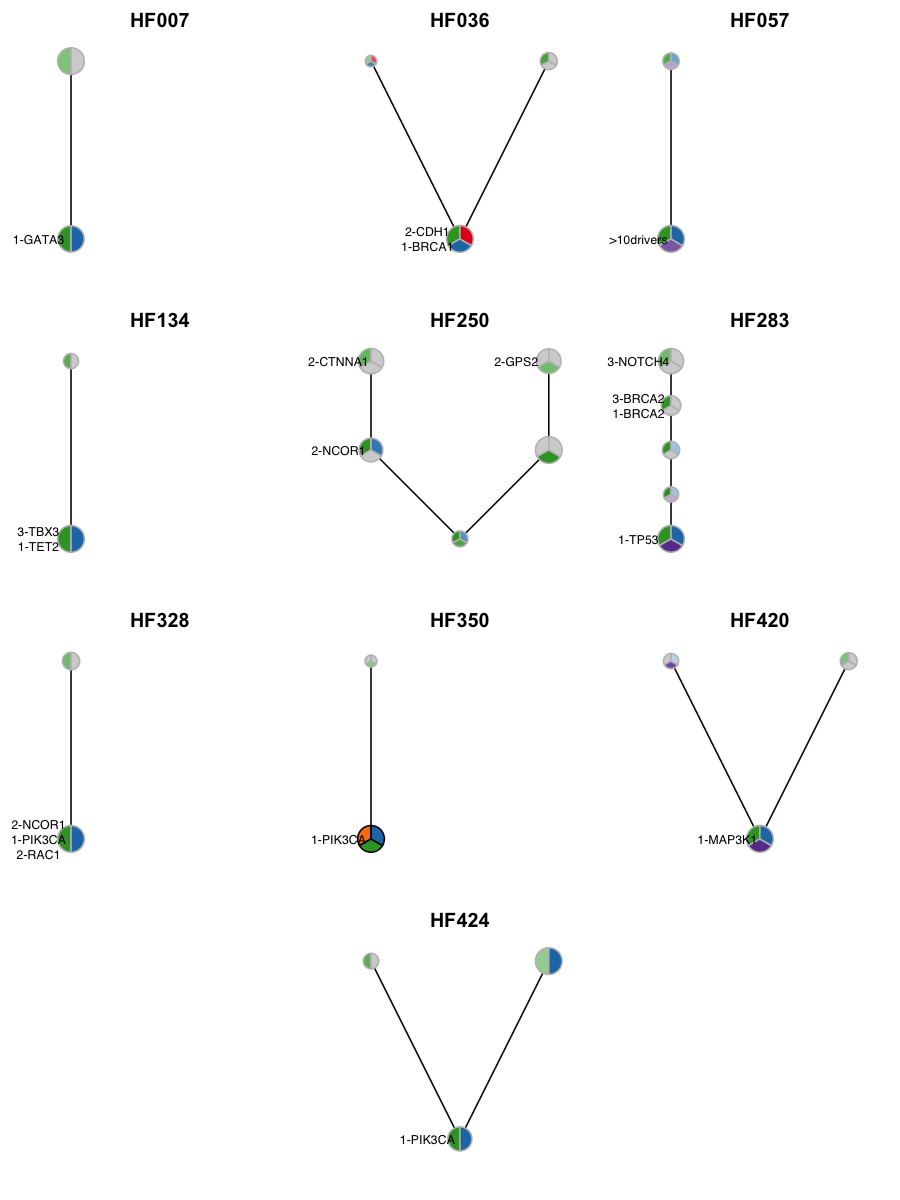 HF007
HF036
HF057
1-GATA3
2-CDH1
1-BRCA1
>10drivers
HF134
HF250
HF283
3-TBX3
1-TET2
2-CTNNA1
2-GPS2
2-NCOR1
3-NOTCH4
3-BRCA2
1-BRCA2
1-TP53
HF328
HF350
HF420
2-NCOR1
1-PIK3CA
2-RAC1
1-PIK3CA
1-MAP3K1
HF424
1-PIK3CA